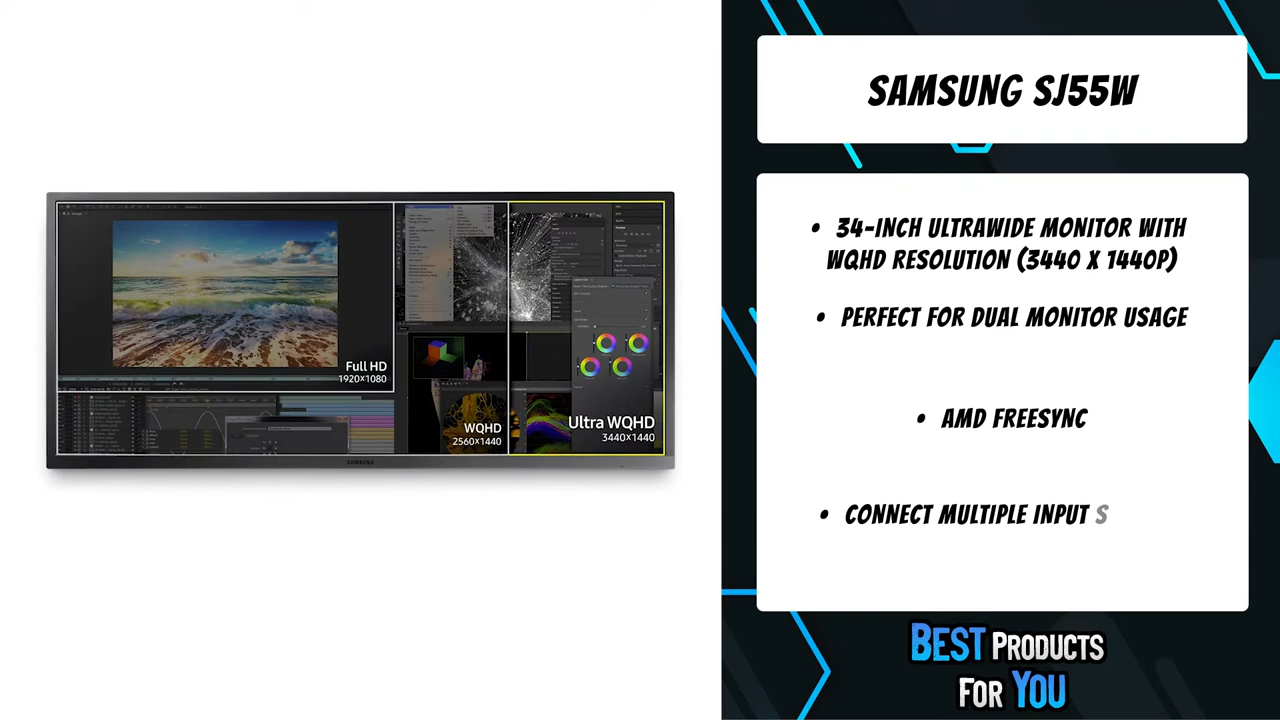 SAMSUNG SJ55W
• 34-INCH ULTRAWIDE MONITOR WITH
WQHD RESOLUTION (3440 X 1440P)
• PERFECT FOR DUAL MONITOR USAGE
• AMD FREESYNC
• CONNECT MULTIPLE INPUT S
Full HD
1920×1080
WQHD
2560×1440
Ultra WQHD
3440×1440
SAMSUNG
BEST PRODUCTS
FOR YOU